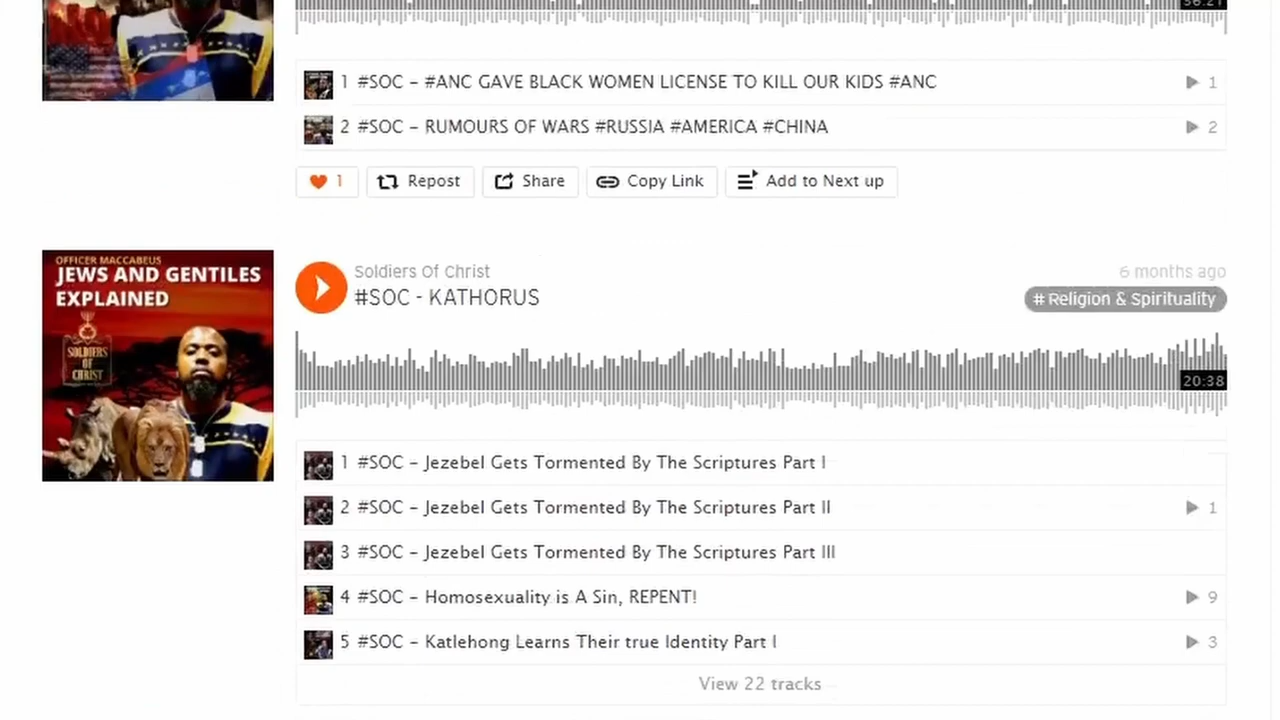 56:21
1 #SOC - #ANC GAVE BLACK WOMEN LICENSE TO KILL OUR KIDS #ANC 1
2 #SOC - RUMOURS OF WARS #RUSSIA #AMERICA #CHINA 2
1 Repost Share Copy Link Add to Next up
OFFICER MACCABEUS
JEWS AND GENTILES
EXPLAINED
SOLDIERS
OF
CHRIST
Soldiers Of Christ 6 months ago
#SOC - KATHORUS # Religion & Spirituality
20:38
1 #SOC - Jezebel Gets Tormented By The Scriptures Part I
2 #SOC - Jezebel Gets Tormented By The Scriptures Part II 1
3 #SOC - Jezebel Gets Tormented By The Scriptures Part III
4 #SOC - Homosexuality is A Sin, REPENT! 9
5 #SOC - Katlehong Learns Their true Identity Part I 3
View 22 tracks